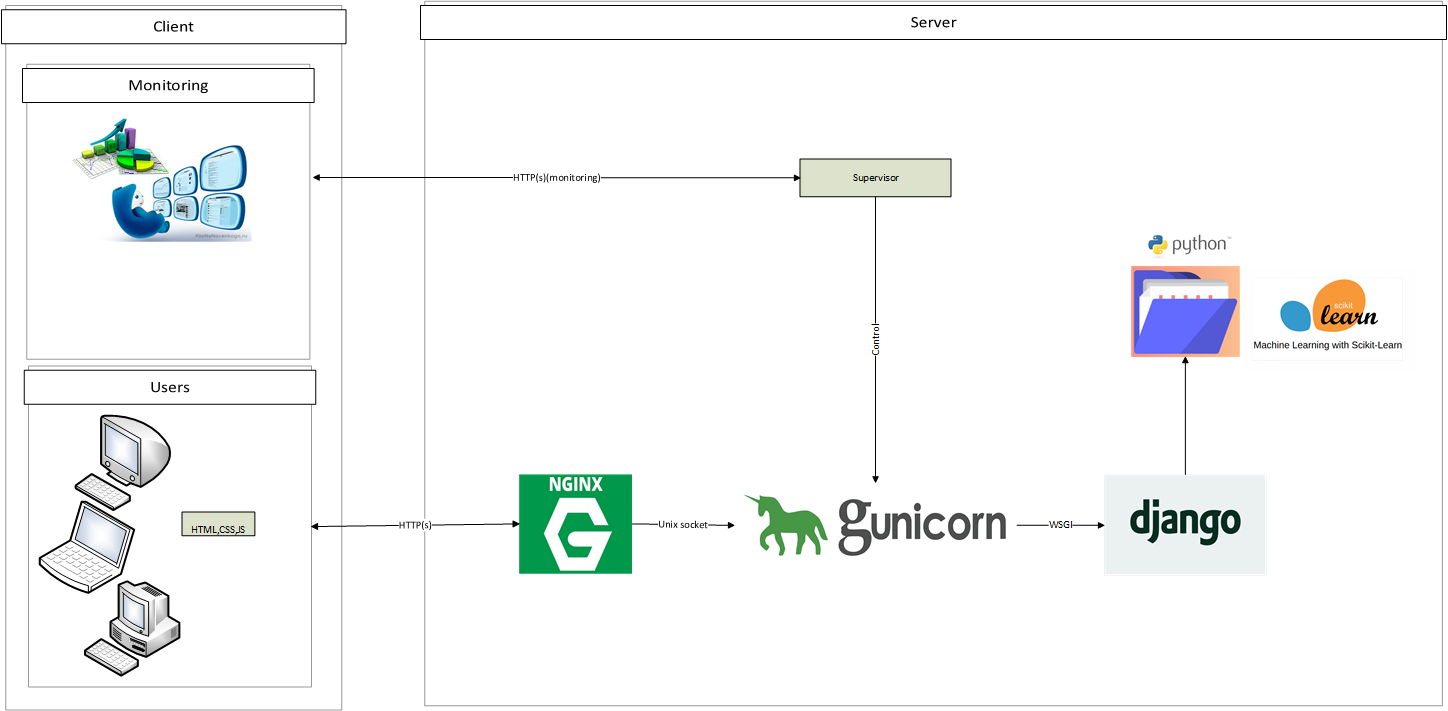 Client
Server
Monitoring
HTTP(s)(monitoring)
Supervisor
python™
Control
scikit
learn
Machine Learning with Scikit-Learn
Users
NGINX
HTML,CSS,JS
HTTP(s)
Unix socket
gunicorn
WSGI
django